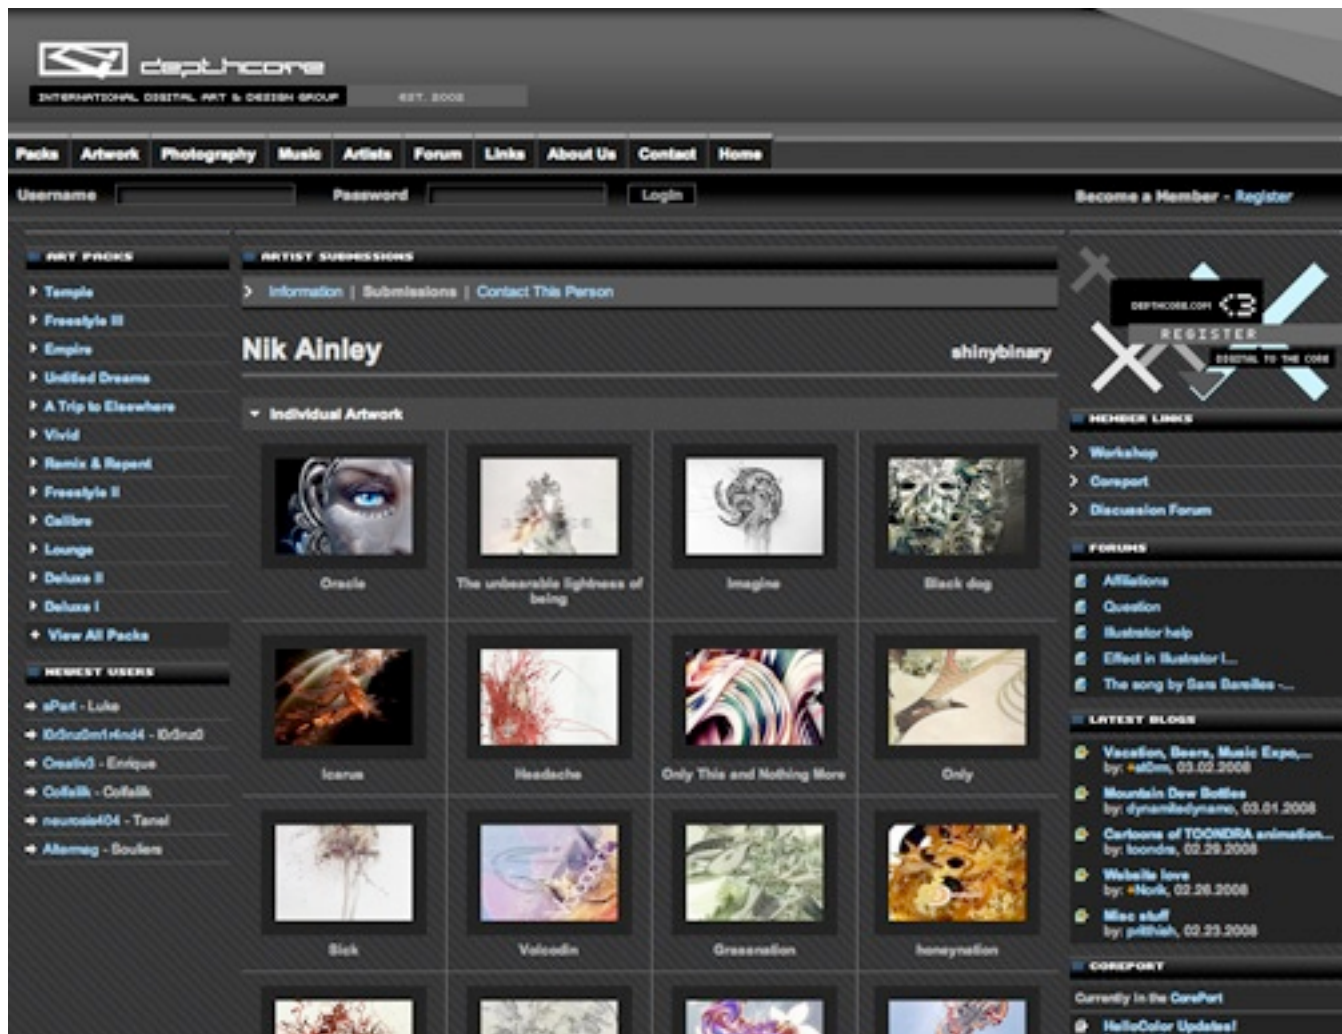 depthcore
INTERNATIONAL DIGITAL ART & DESIGN GROUP
EST. 2002
Packs Artwork Photography Music Artists Forum Links About Us Contact Home
Username Password Login
Become a Member - Register
ART PACKS
Temple
Freestyle III
Empire
Untitled Dreams
A Trip to Elsewhere
Vivid
Remix & Repent
Freestyle II
Calibre
Lounge
Deluxe II
Deluxe I
View All Packs
NEWEST USERS
sPart - Luke
Creativ3 - Enrique
neurosis404 - Tanel
ARTIST SUBMISSIONS
Information | Submissions | Contact This Person
Nik Ainley
shinybinary
Individual Artwork
Oracle
The unbearable lightness of
being
Imagine
Black dog
Icarus
Headache
Only This and Nothing More
Only
Sick
Volcodin
Grassnation
honeynation
DEPTHCORE.COM <3
REGISTER
DIGITAL TO THE CORE
MEMBER LINKS
Workshop
Coreport
Discussion Forum
FORUMS
Affiliations
Question
Illustrator help
Effect in Illustrator I...
The song by Sara Bareilles -...
LATEST BLOGS
Vacation, Beers, Music Expo,...
by: st0rm, 03.02.2008
Mountain Dew Bottles
by: dynamitedynamo, 03.01.2008
Cartoons of TOONDRA animation...
by: toondra, 02.29.2008
Website love
by: Norik, 02.26.2008
Misc stuff
by: pritthish, 02.23.2008
COREPORT
Currently in the CorePort
HelloColor Updates!